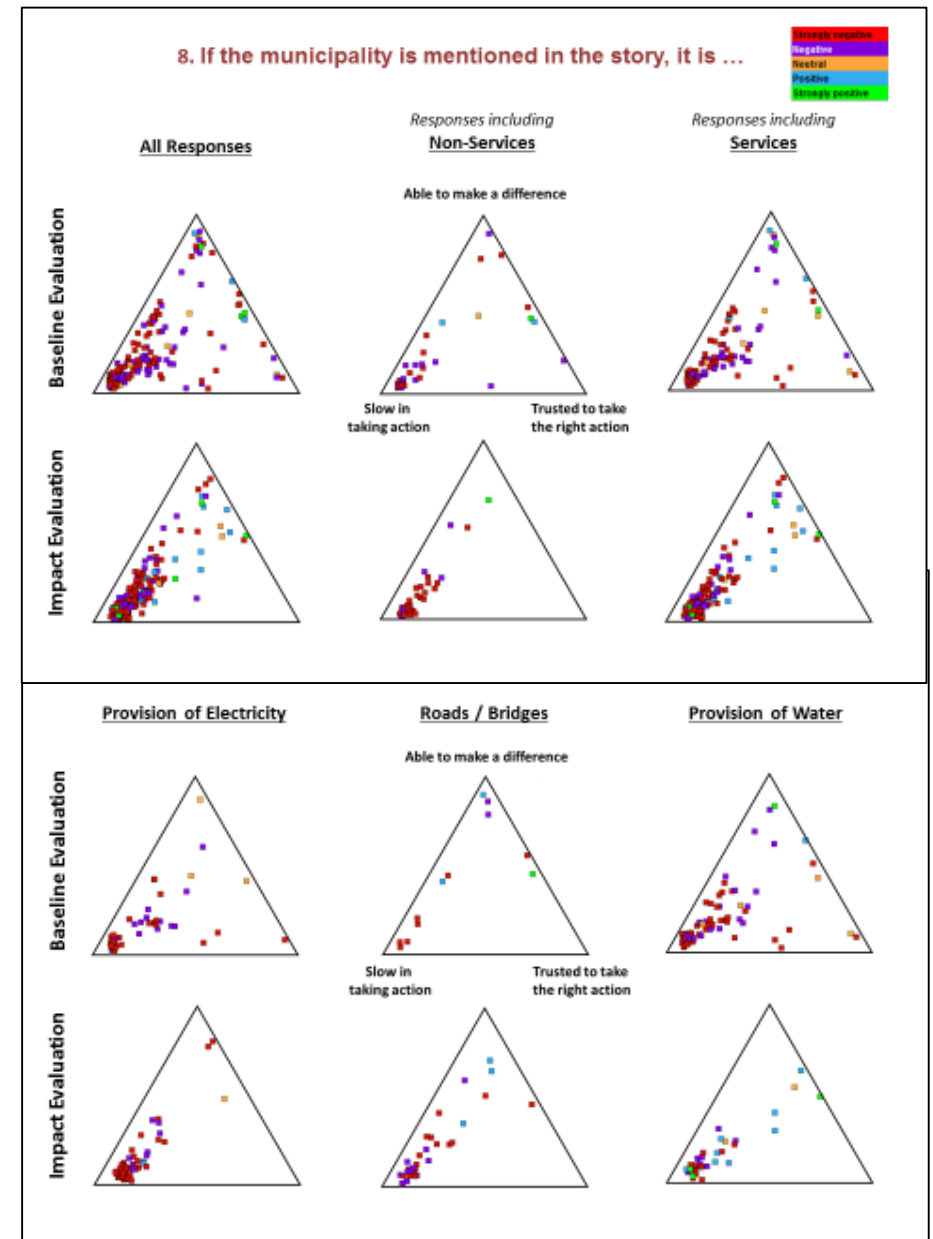 8. If the municipality is mentioned in the story, it is ...
Strongly negative
Negative
Neutral
Positive
Strongly positive
All Responses
Responses including
Non-Services
Responses including
Services
Able to make a difference
Baseline Evaluation
Slow in
taking action
Trusted to take
the right action
Impact Evaluation
Provision of Electricity
Roads / Bridges
Provision of Water
Able to make a difference
Baseline Evaluation
Slow in
taking action
Trusted to take
the right action
Impact Evaluation